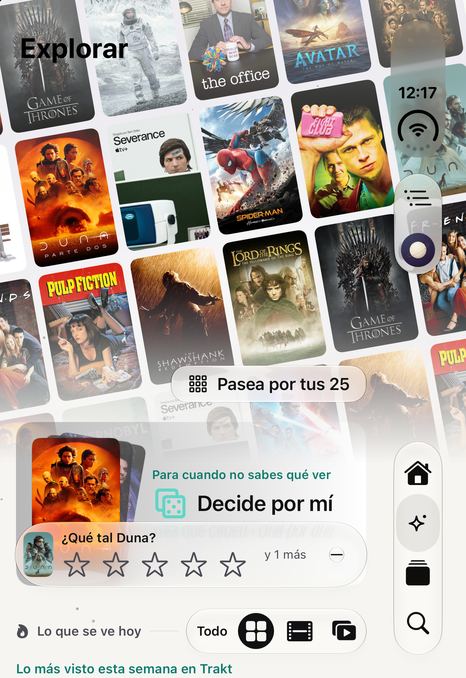 Explorar
12:17
GAME OF
THRONES
the office
AVATAR
Severance
tv+
SPIDER-MAN
FIGHT
CLUB
DUNA
PARTE DOS
PULP FICTION
SHAWSHANK
THE LORD OF THE RINGS
GAME OF
THRONES
Pasea por tus 25
Para cuando no sabes qué ver
Decide por mí
¿Qué tal Duna?
y 1 más
Lo que se ve hoy
Todo
Lo más visto esta semana en Trakt